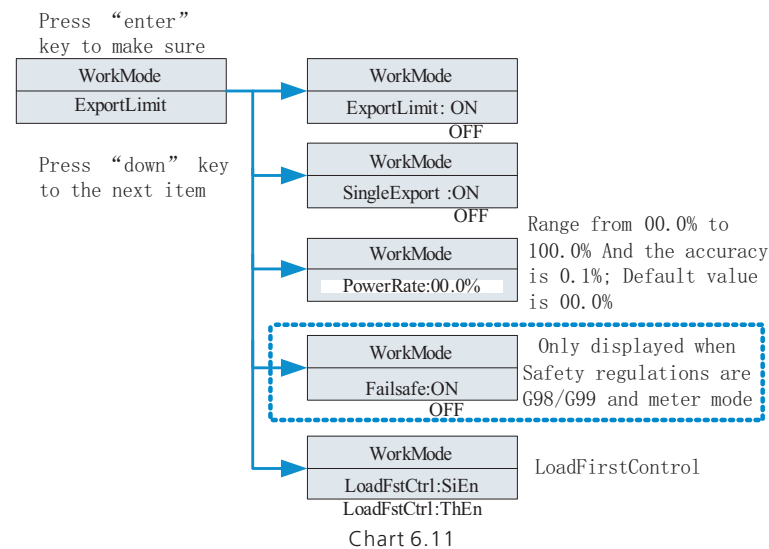 Press “enter”
key to make sure
WorkMode
ExportLimit
Press “down” key
to the next item
WorkMode
ExportLimit: ON
OFF
WorkMode
SingleExport :ON
OFF
WorkMode
PowerRate:00.0%
Range from 00.0% to
100.0% And the accuracy
is 0.1%; Default value
is 00.0%
WorkMode
Failsafe:ON
OFF
Only displayed when
Safety regulations are
G98/G99 and meter mode
WorkMode
LoadFstCtrl:SiEn
LoadFstCtrl:ThEn
LoadFirstControl
Chart 6.11